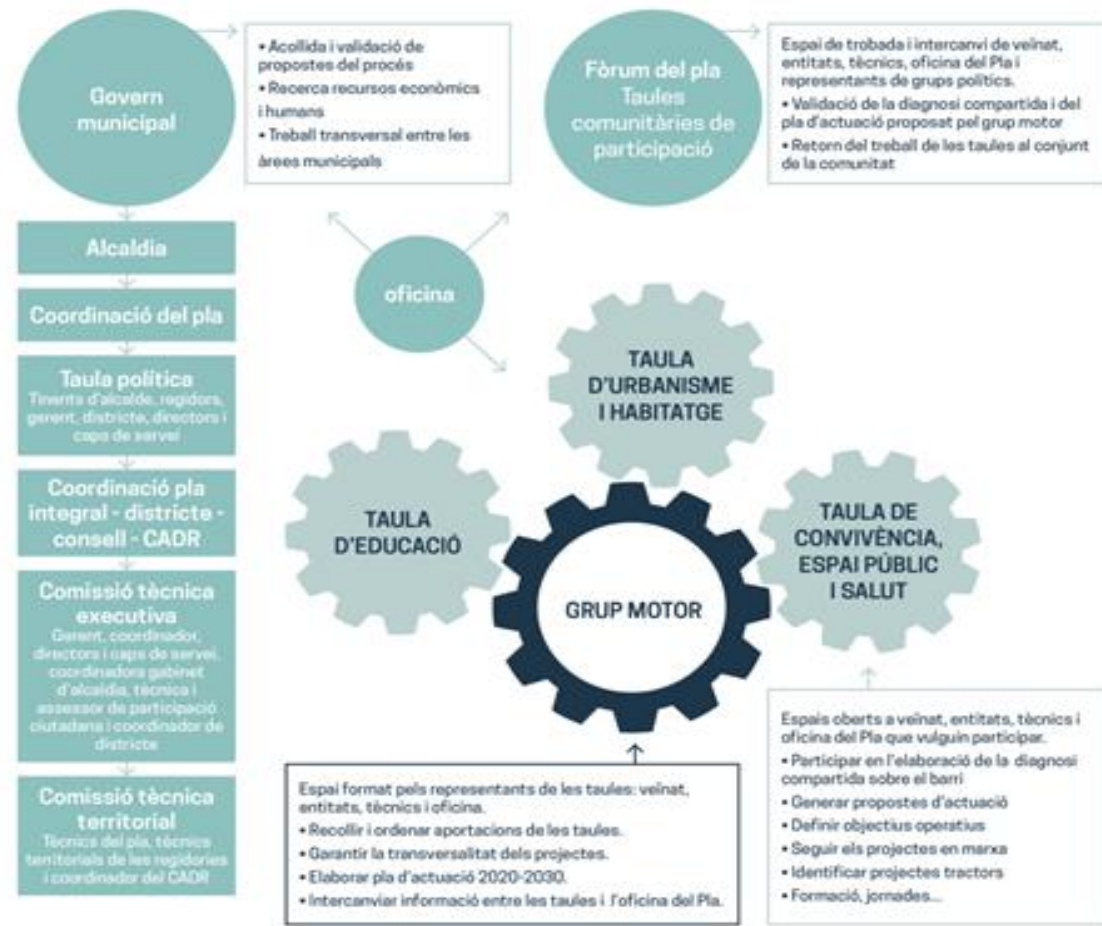 Govern
municipal
• Acollida i validació de
propostes del procés
• Recerca recursos econòmics
i humans
• Treball transversal entre les
àrees municipals
Fòrum del pla
Taules
comunitàries de
participació
Espai de trobada i intercanvi de veïnat,
entitats, tècnics, oficina del Pla i
representants de grups polítics.
• Validació de la diagnosi compartida i del
pla d'actuació proposat pel grup motor
• Retorn del treball de les taules al conjunt
de la comunitat
oficina
Alcaldia
Coordinació del pla
Taula política
Tinents d'alcalde, regidors,
gerent, districte, directors i
caps de servei
Coordinació pla
integral - districte -
consell - CADR
Comissió tècnica
executiva
Gerent, coordinador,
directors i caps de servei,
coordinadora gabinet
d'alcaldia, tècnica i
assessor de participació
ciutadana i coordinador de
districte
Comissió tècnica
territorial
Tècnics del pla, tècnics
territorials de les regidories
i coordinador del CADR
TAULA
D'URBANISME
I HABITATGE
TAULA
D'EDUCACIÓ
TAULA DE
CONVIVÈNCIA,
ESPAI PÚBLIC
I SALUT
GRUP MOTOR
Espai format pels representants de les taules: veïnat,
entitats, tècnics i oficina.
• Recollir i ordenar aportacions de les taules.
• Garantir la transversalitat dels projectes.
• Elaborar pla d'actuació 2020-2030.
• Intercanviar informació entre les taules i l'oficina del Pla.
Espais oberts a veïnat, entitats, tècnics i
oficina del Pla que vulguin participar.
• Participar en l'elaboració de la diagnosi
compartida sobre el barri
• Generar propostes d'actuació
• Definir objectius operatius
• Seguir els projectes en marxa
• Identificar projectes tractors
• Formació, jornades...